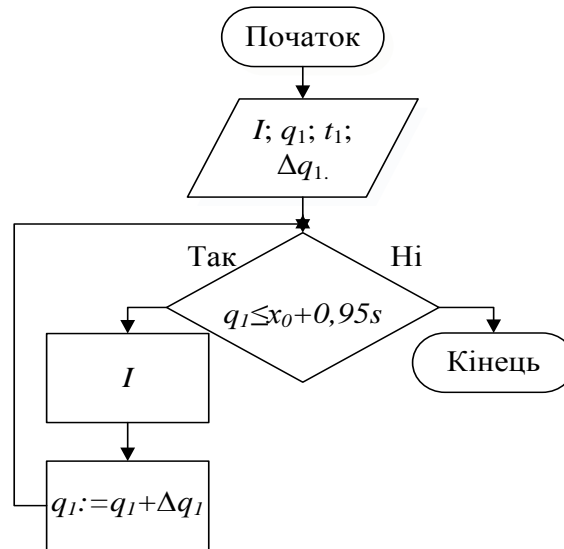 Початок
I; q₁; t₁;
Δq₁.
Так
Ні
q₁≤x₀+0,95s
Кінець
I
q₁:=q₁+Δq₁